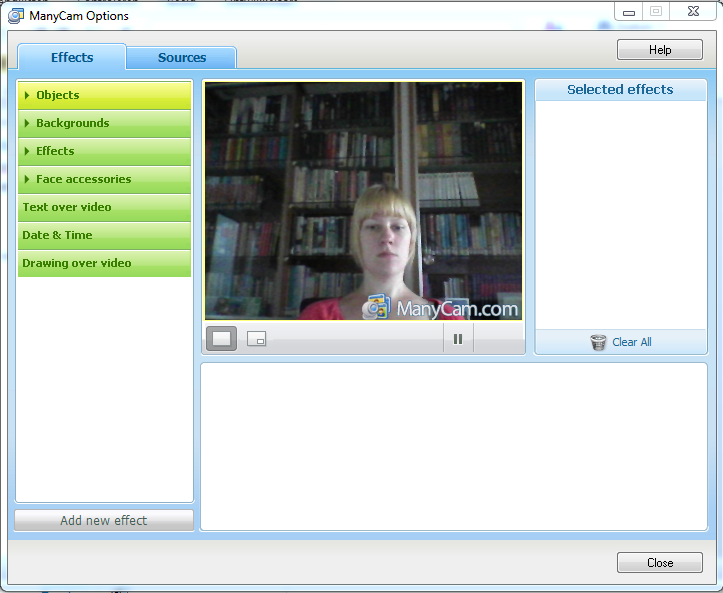 ManyCam Options
Help
Effects
Sources
Objects
Backgrounds
Effects
Face accessories
Text over video
Date & Time
Drawing over video
ManyCam.com
Selected effects
Clear All
Add new effect
Close